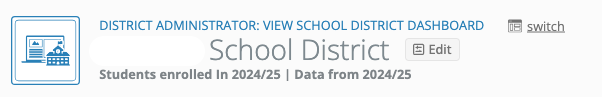 DISTRICT ADMINISTRATOR: VIEW SCHOOL DISTRICT DASHBOARD switch
School District Edit
Students enrolled In 2024/25 | Data from 2024/25